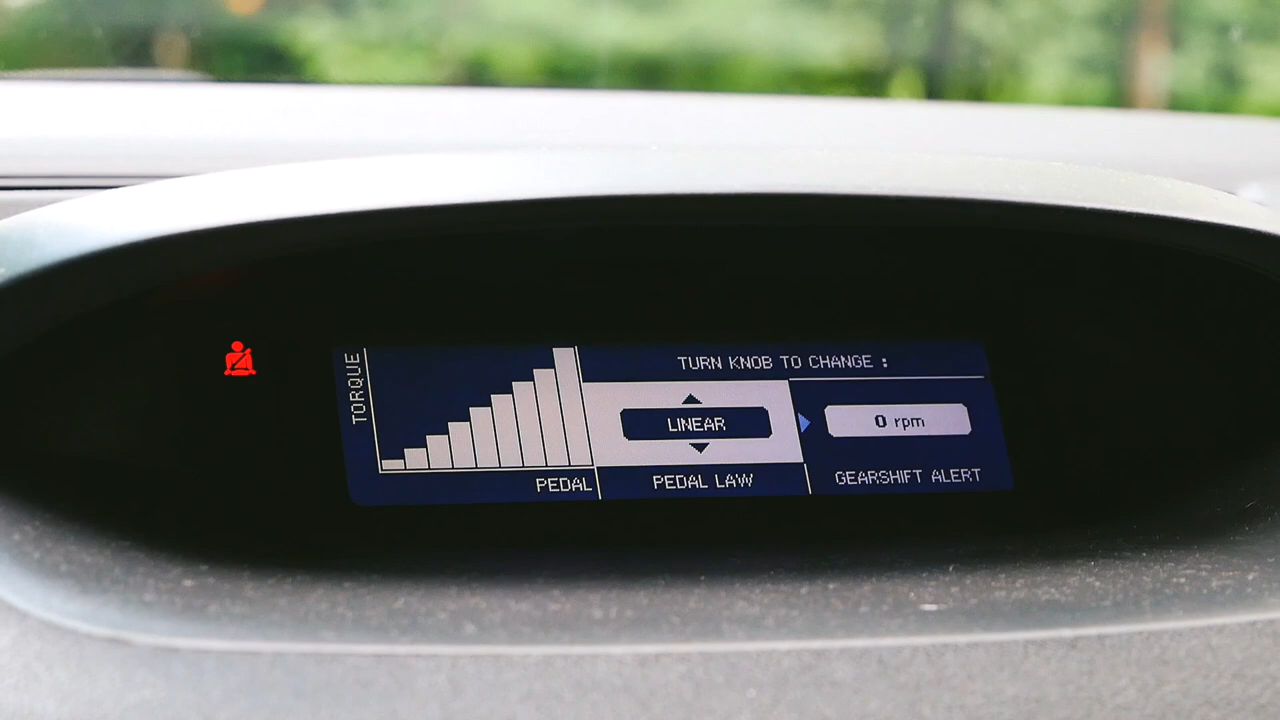 TORQUE
PEDAL
TURN KNOB TO CHANGE :
LINEAR
PEDAL LAW
0 rpm
GEARSHIFT ALERT